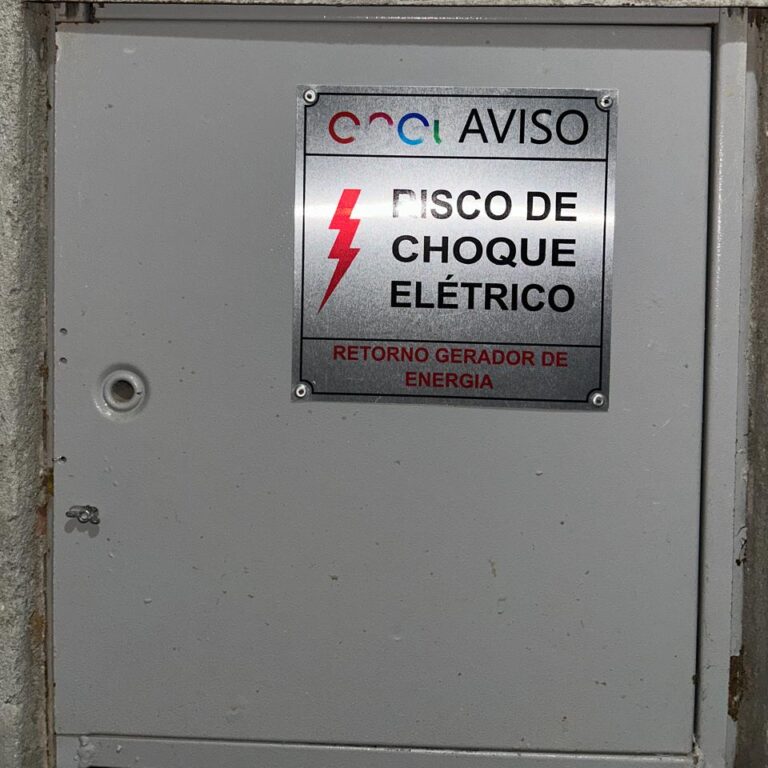 enel AVISO
RISCO DE
CHOQUE
ELÉTRICO
RETORNO GERADOR DE
ENERGIA